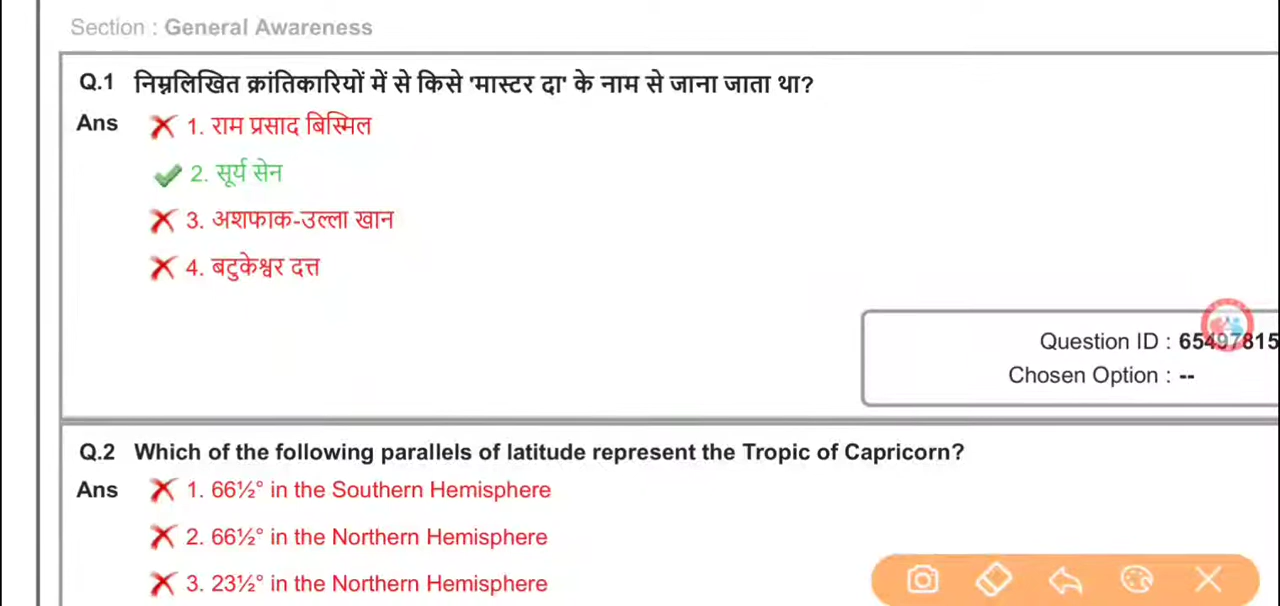 Section : General Awareness
Q.1 निम्नलिखित क्रांतिकारियों में से किसे 'मास्टर दा' के नाम से जाना जाता था?
Ans 1. राम प्रसाद बिस्मिल
2. सूर्य सेन
3. अशफाक-उल्ला खान
4. बटुकेश्वर दत्त
Question ID : 65497815
Chosen Option : --
Q.2 Which of the following parallels of latitude represent the Tropic of Capricorn?
Ans 1. 66½° in the Southern Hemisphere
2. 66½° in the Northern Hemisphere
3. 23½° in the Northern Hemisphere